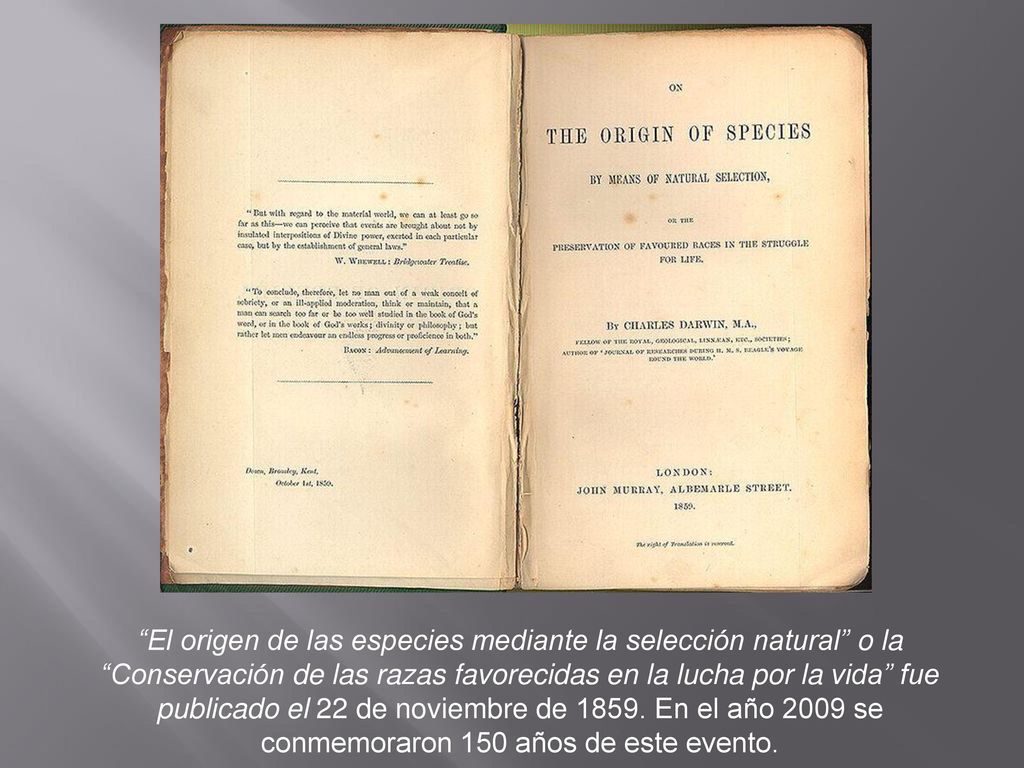 "But with regard to the material world, we can at least go so
far as this—we can perceive that events are brought about not by
insulated interpositions of Divine power, exerted in each particular
case, but by the establishment of general laws."
W. WHEWELL: Bridgewater Treatise.
"To conclude, therefore, let no man out of a weak conceit of
sobriety, or an ill-applied moderation, think or maintain, that a
man can search too far or be too well studied in the book of God's
word, or in the book of God's works; divinity or philosophy; but
rather let men endeavour an endless progress or proficience in both."
BACON: Advancement of Learning.
Down, Bromley, Kent,
October 1st, 1859.
ON
THE ORIGIN OF SPECIES
BY MEANS OF NATURAL SELECTION,
OR THE
PRESERVATION OF FAVOURED RACES IN THE STRUGGLE
FOR LIFE.
BY CHARLES DARWIN, M.A.,
FELLOW OF THE ROYAL, GEOLOGICAL, LINNÆAN, ETC., SOCIETIES;
AUTHOR OF 'JOURNAL OF RESEARCHES DURING H. M. S. BEAGLE'S VOYAGE
ROUND THE WORLD.'
LONDON:
JOHN MURRAY, ALBEMARLE STREET.
1859.
The right of Translation is reserved.
“El origen de las especies mediante la selección natural” o la
“Conservación de las razas favorecidas en la lucha por la vida” fue
publicado el 22 de noviembre de 1859. En el año 2009 se
conmemoraron 150 años de este evento.